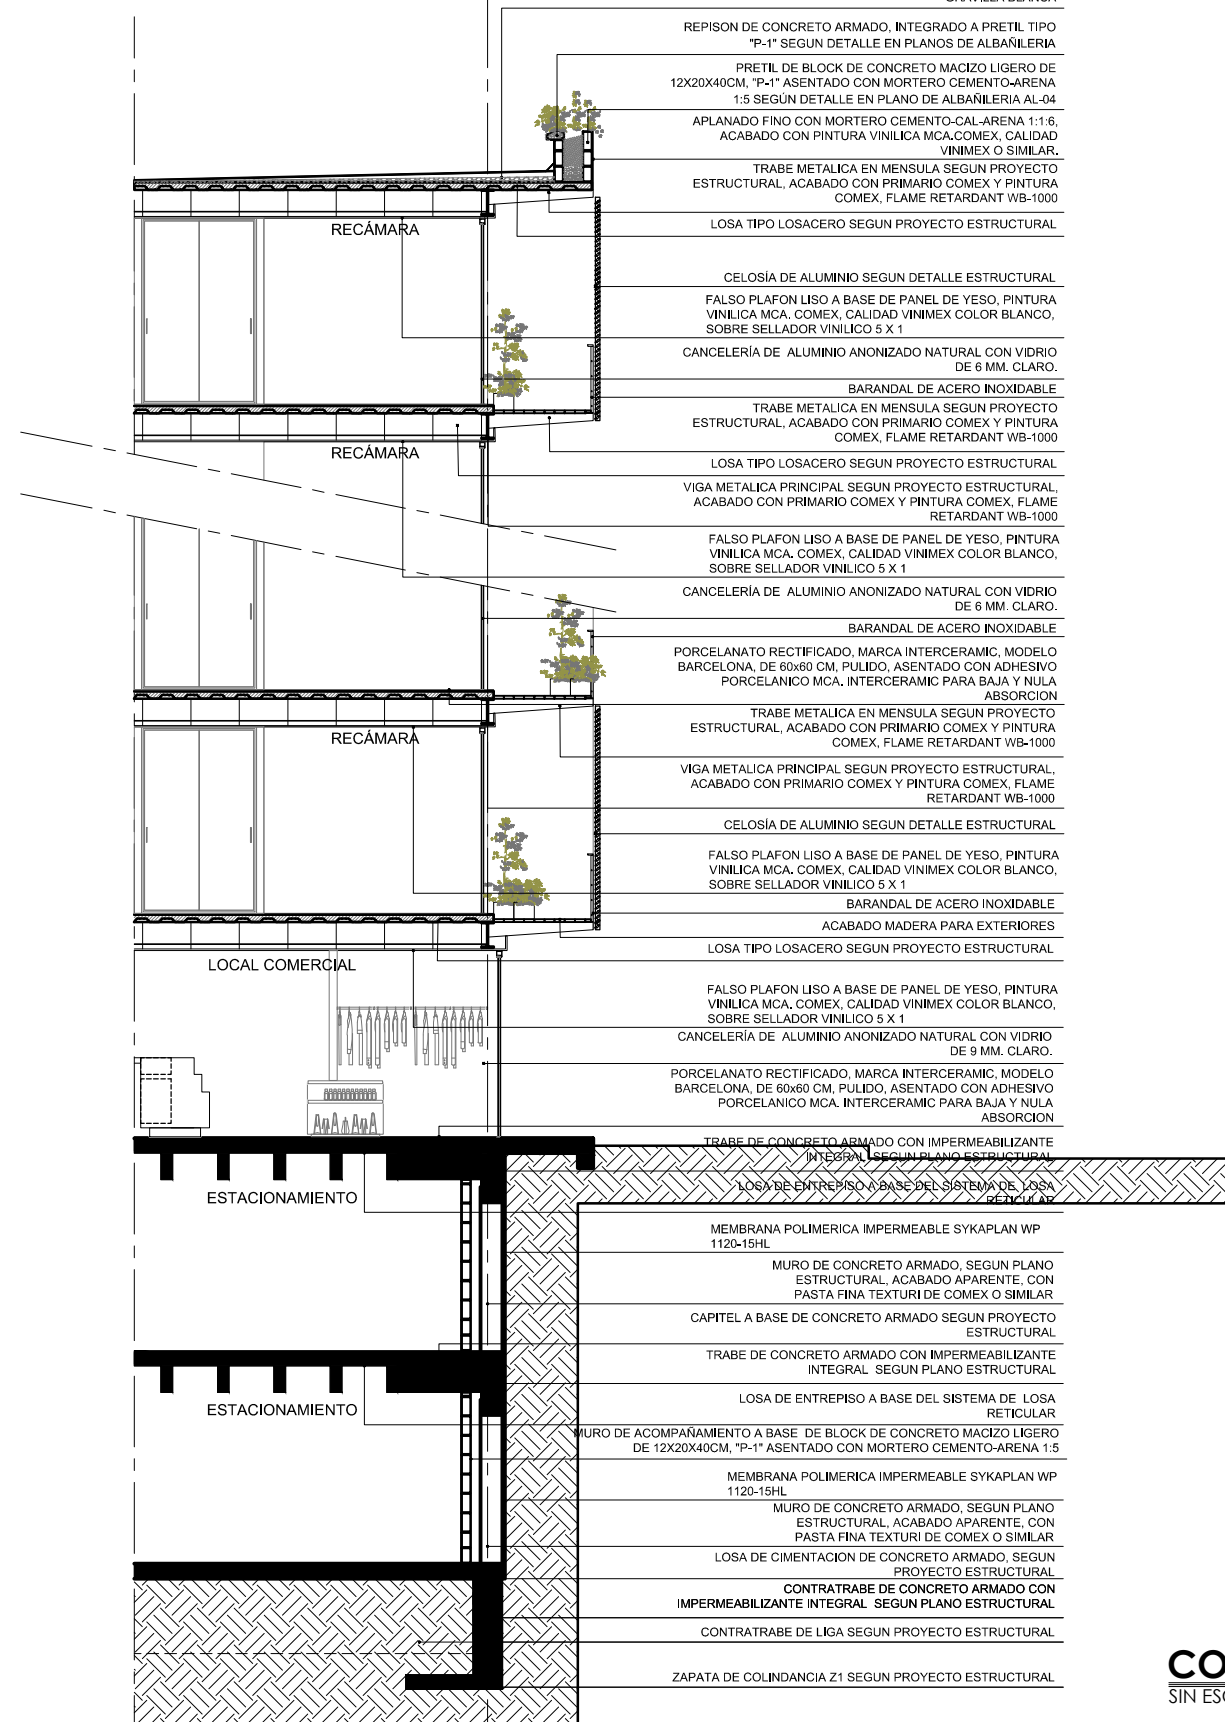 REPISON DE CONCRETO ARMADO, INTEGRADO A PRETIL TIPO
"P-1" SEGUN DETALLE EN PLANOS DE ALBAÑILERIA
PRETIL DE BLOCK DE CONCRETO MACIZO LIGERO DE
12X20X40CM, "P-1" ASENTADO CON MORTERO CEMENTO-ARENA
1:5 SEGÚN DETALLE EN PLANO DE ALBAÑILERIA AL-04
APLANADO FINO CON MORTERO CEMENTO-CAL-ARENA 1:1:6,
ACABADO CON PINTURA VINILICA MCA.COMEX, CALIDAD
VINIMEX O SIMILAR.
TRABE METALICA EN MENSULA SEGUN PROYECTO
ESTRUCTURAL, ACABADO CON PRIMARIO COMEX Y PINTURA
COMEX, FLAME RETARDANT WB-1000
LOSA TIPO LOSACERO SEGUN PROYECTO ESTRUCTURAL
RECÁMARA
CELOSÍA DE ALUMINIO SEGUN DETALLE ESTRUCTURAL
FALSO PLAFON LISO A BASE DE PANEL DE YESO, PINTURA
VINILICA MCA. COMEX, CALIDAD VINIMEX COLOR BLANCO,
SOBRE SELLADOR VINILICO 5 X 1
CANCELERÍA DE ALUMINIO ANONIZADO NATURAL CON VIDRIO
DE 6 MM. CLARO.
BARANDAL DE ACERO INOXIDABLE
TRABE METALICA EN MENSULA SEGUN PROYECTO
ESTRUCTURAL, ACABADO CON PRIMARIO COMEX Y PINTURA
COMEX, FLAME RETARDANT WB-1000
RECÁMARA
LOSA TIPO LOSACERO SEGUN PROYECTO ESTRUCTURAL
VIGA METALICA PRINCIPAL SEGUN PROYECTO ESTRUCTURAL,
ACABADO CON PRIMARIO COMEX Y PINTURA COMEX, FLAME
RETARDANT WB-1000
FALSO PLAFON LISO A BASE DE PANEL DE YESO, PINTURA
VINILICA MCA. COMEX, CALIDAD VINIMEX COLOR BLANCO,
SOBRE SELLADOR VINILICO 5 X 1
CANCELERÍA DE ALUMINIO ANONIZADO NATURAL CON VIDRIO
DE 6 MM. CLARO.
BARANDAL DE ACERO INOXIDABLE
PORCELANATO RECTIFICADO, MARCA INTERCERAMIC, MODELO
BARCELONA, DE 60x60 CM, PULIDO, ASENTADO CON ADHESIVO
PORCELANICO MCA. INTERCERAMIC PARA BAJA Y NULA
ABSORCION
TRABE METALICA EN MENSULA SEGUN PROYECTO
ESTRUCTURAL, ACABADO CON PRIMARIO COMEX Y PINTURA
COMEX, FLAME RETARDANT WB-1000
RECÁMARA
VIGA METALICA PRINCIPAL SEGUN PROYECTO ESTRUCTURAL,
ACABADO CON PRIMARIO COMEX Y PINTURA COMEX, FLAME
RETARDANT WB-1000
CELOSÍA DE ALUMINIO SEGUN DETALLE ESTRUCTURAL
FALSO PLAFON LISO A BASE DE PANEL DE YESO, PINTURA
VINILICA MCA. COMEX, CALIDAD VINIMEX COLOR BLANCO,
SOBRE SELLADOR VINILICO 5 X 1
BARANDAL DE ACERO INOXIDABLE
ACABADO MADERA PARA EXTERIORES
LOSA TIPO LOSACERO SEGUN PROYECTO ESTRUCTURAL
LOCAL COMERCIAL
FALSO PLAFON LISO A BASE DE PANEL DE YESO, PINTURA
VINILICA MCA. COMEX, CALIDAD VINIMEX COLOR BLANCO,
SOBRE SELLADOR VINILICO 5 X 1
CANCELERÍA DE ALUMINIO ANONIZADO NATURAL CON VIDRIO
DE 9 MM. CLARO.
PORCELANATO RECTIFICADO, MARCA INTERCERAMIC, MODELO
BARCELONA, DE 60x60 CM, PULIDO, ASENTADO CON ADHESIVO
PORCELANICO MCA. INTERCERAMIC PARA BAJA Y NULA
ABSORCION
TRABE DE CONCRETO ARMADO CON IMPERMEABILIZANTE
INTEGRAL SEGUN PLANO ESTRUCTURAL
LOSA DE ENTREPISO A BASE DEL SISTEMA DE LOSA
RETICULAR
ESTACIONAMIENTO
MEMBRANA POLIMERICA IMPERMEABLE SYKAPLAN WP
1120-15HL
MURO DE CONCRETO ARMADO, SEGUN PLANO
ESTRUCTURAL, ACABADO APARENTE, CON
PASTA FINA TEXTURI DE COMEX O SIMILAR
CAPITEL A BASE DE CONCRETO ARMADO SEGUN PROYECTO
ESTRUCTURAL
TRABE DE CONCRETO ARMADO CON IMPERMEABILIZANTE
INTEGRAL SEGUN PLANO ESTRUCTURAL
LOSA DE ENTREPISO A BASE DEL SISTEMA DE LOSA
RETICULAR
ESTACIONAMIENTO
MURO DE ACOMPAÑAMIENTO A BASE DE BLOCK DE CONCRETO MACIZO LIGERO
DE 12X20X40CM, "P-1" ASENTADO CON MORTERO CEMENTO-ARENA 1:5
MEMBRANA POLIMERICA IMPERMEABLE SYKAPLAN WP
1120-15HL
MURO DE CONCRETO ARMADO, SEGUN PLANO
ESTRUCTURAL, ACABADO APARENTE, CON
PASTA FINA TEXTURI DE COMEX O SIMILAR
LOSA DE CIMENTACION DE CONCRETO ARMADO, SEGUN
PROYECTO ESTRUCTURAL
CONTRATRABE DE CONCRETO ARMADO CON
IMPERMEABILIZANTE INTEGRAL SEGUN PLANO ESTRUCTURAL
CONTRATRABE DE LIGA SEGUN PROYECTO ESTRUCTURAL
ZAPATA DE COLINDANCIA Z1 SEGUN PROYECTO ESTRUCTURAL
CO
SIN ESC